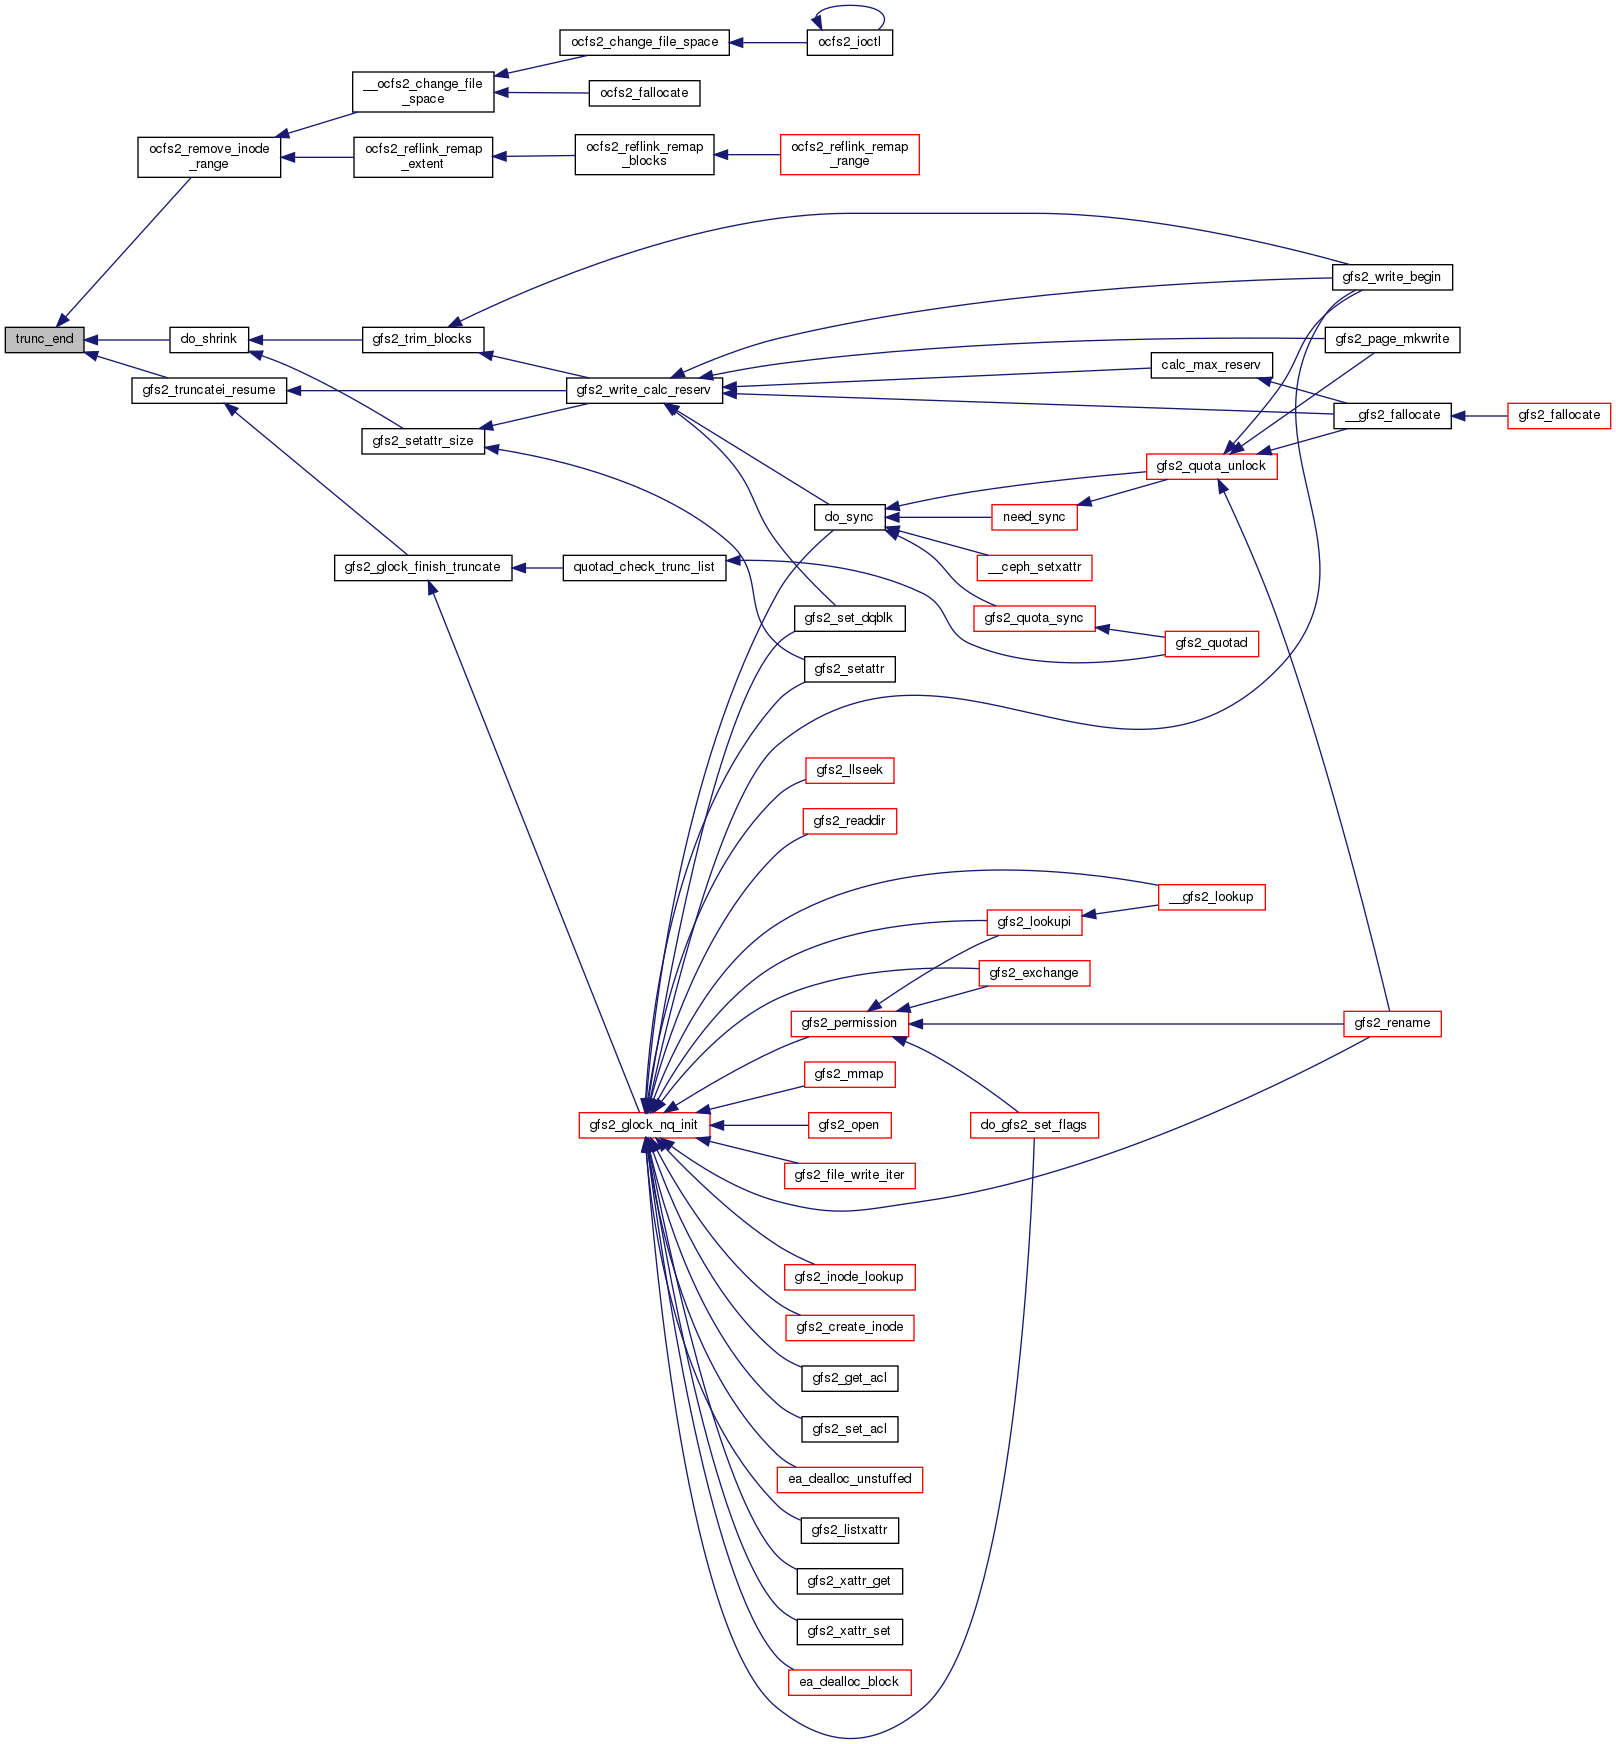 ocfs2_change_file_space
ocfs2_ioctl
__ocfs2_change_file
_space
ocfs2_fallocate
ocfs2_remove_inode
_range
ocfs2_reflink_remap
_extent
ocfs2_reflink_remap
_blocks
ocfs2_reflink_remap
_range
gfs2_write_begin
trunc_end
do_shrink
gfs2_trim_blocks
gfs2_page_mkwrite
calc_max_reserv
gfs2_truncatei_resume
gfs2_write_calc_reserv
__gfs2_fallocate
gfs2_fallocate
gfs2_setattr_size
gfs2_quota_unlock
do_sync
need_sync
gfs2_glock_finish_truncate
quotad_check_trunc_list
__ceph_setxattr
gfs2_set_dqblk
gfs2_quota_sync
gfs2_quotad
gfs2_setattr
gfs2_llseek
gfs2_readdir
__gfs2_lookup
gfs2_lookupi
gfs2_exchange
gfs2_permission
gfs2_rename
gfs2_mmap
gfs2_glock_nq_init
gfs2_open
do_gfs2_set_flags
gfs2_file_write_iter
gfs2_inode_lookup
gfs2_create_inode
gfs2_get_acl
gfs2_set_acl
ea_dealloc_unstuffed
gfs2_listxattr
gfs2_xattr_get
gfs2_xattr_set
ea_dealloc_block